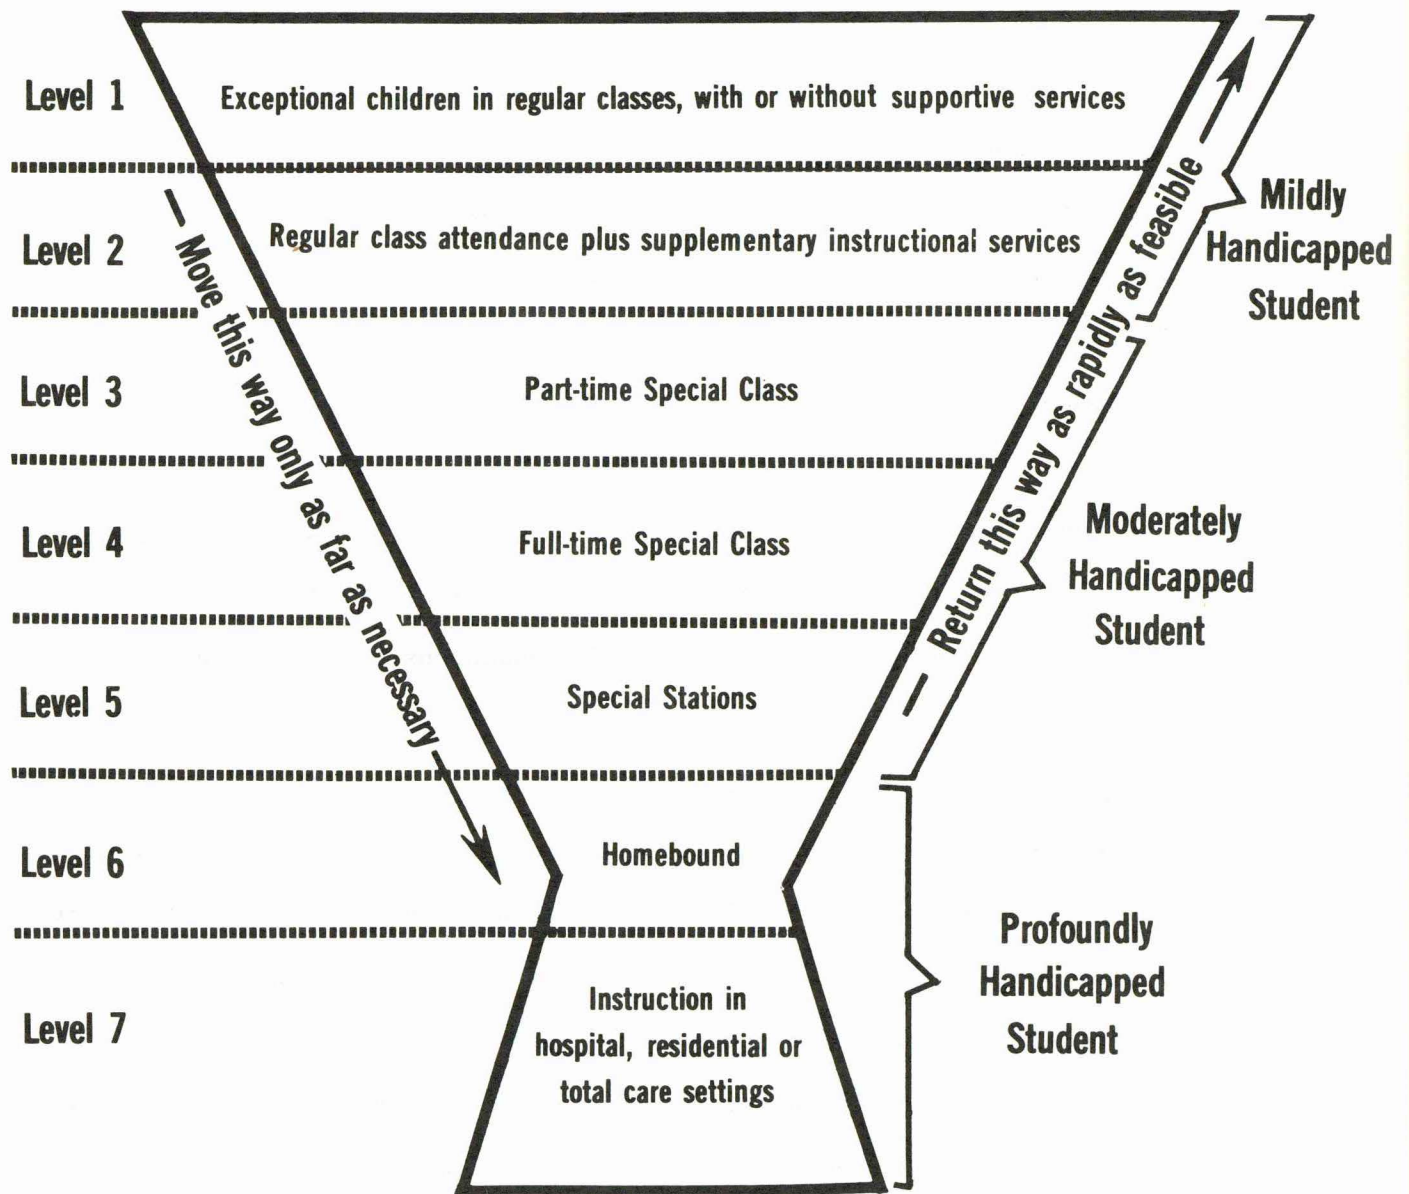 Level 1
Exceptional children in regular classes, with or without supportive services
Level 2
Regular class attendance plus supplementary instructional services
Level 3
Part-time Special Class
Level 4
Full-time Special Class
Level 5
Special Stations
Level 6
Homebound
Level 7
Instruction in
hospital, residential or
total care settings
Move this way only as far as necessary
Return this way as rapidly as feasible
Mildly
Handicapped
Student
Moderately
Handicapped
Student
Profoundly
Handicapped
Student